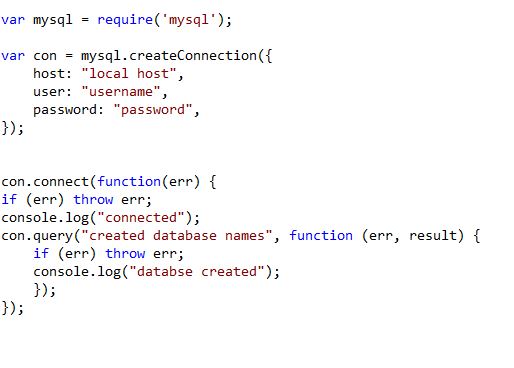 var mysql = require('mysql');
var con = mysql.createConnection({
    host: "local host",
    user: "username",
    password: "password",
});
con.connect(function(err) {
if (err) throw err;
console.log("connected");
con.query("created database names", function (err, result) {
    if (err) throw err;
    console.log("databse created");
    });
});